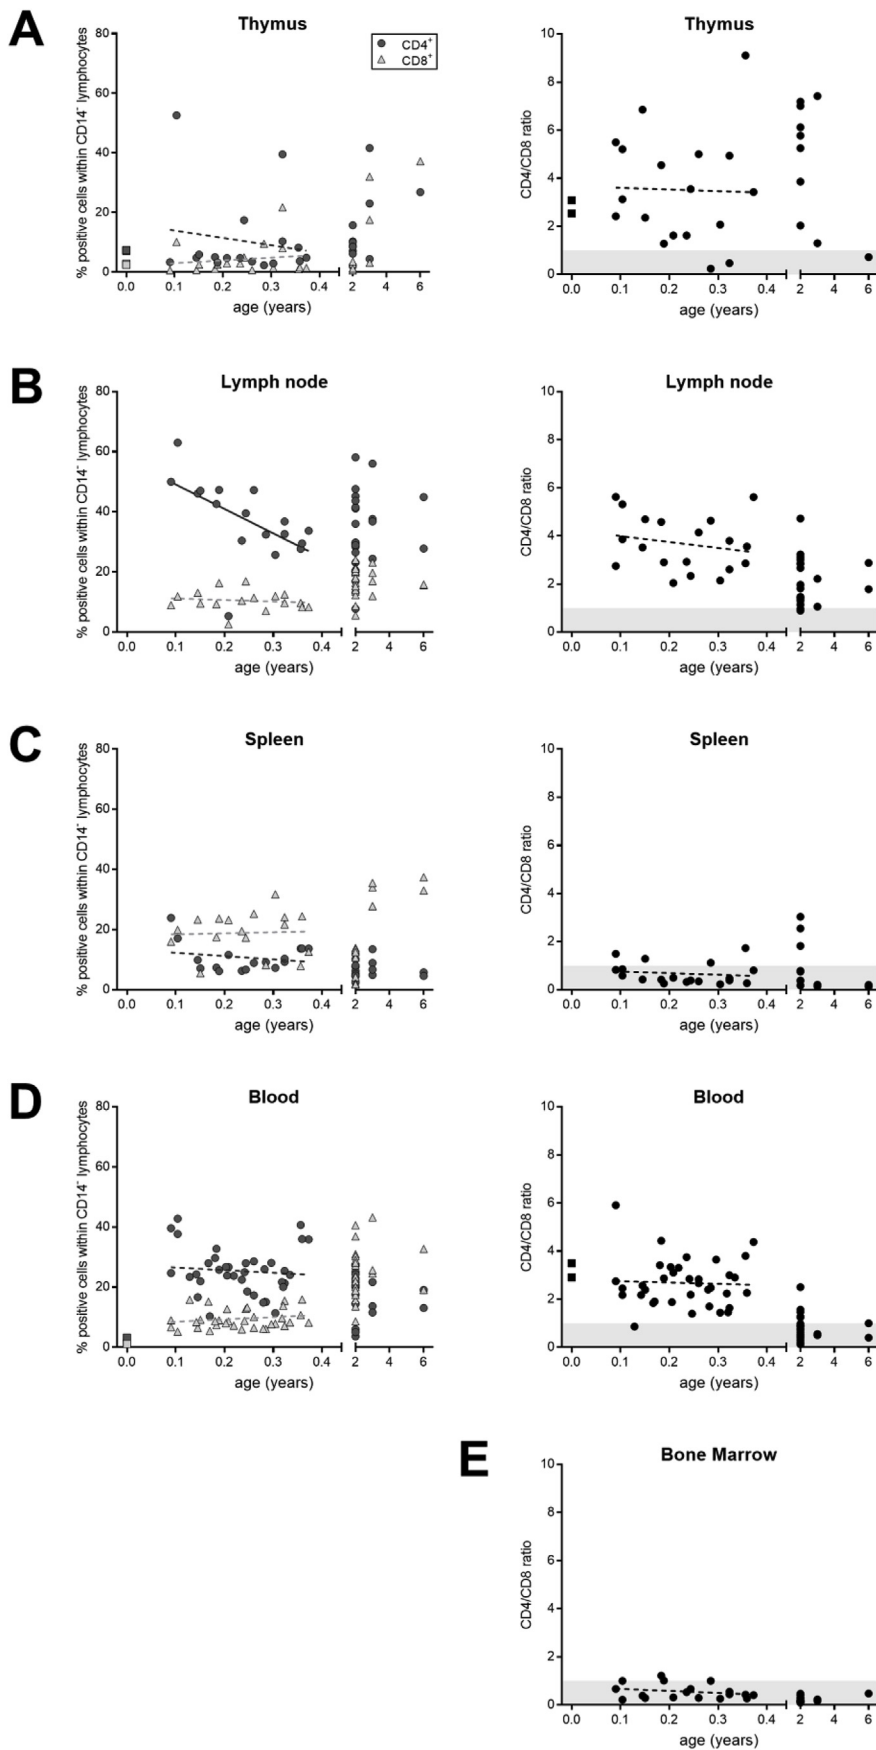 A
Thymus
% positive cells within CD14⁻ lymphocytes
80
60
40
20
0
CD4⁺
CD8⁺
0.0 0.1 0.2 0.3 0.4 2 4 6
age (years)
Thymus
CD4/CD8 ratio
10
8
6
4
2
0
0.0 0.1 0.2 0.3 0.4 2 4 6
age (years)
B
Lymph node
% positive cells within CD14⁻ lymphocytes
80
60
40
20
0
0.0 0.1 0.2 0.3 0.4 2 4 6
age (years)
Lymph node
CD4/CD8 ratio
10
8
6
4
2
0
0.0 0.1 0.2 0.3 0.4 2 4 6
age (years)
C
Spleen
% positive cells within CD14⁻ lymphocytes
80
60
40
20
0
0.0 0.1 0.2 0.3 0.4 2 4 6
age (years)
Spleen
CD4/CD8 ratio
10
8
6
4
2
0
0.0 0.1 0.2 0.3 0.4 2 4 6
age (years)
D
Blood
% positive cells within CD14⁻ lymphocytes
80
60
40
20
0
0.0 0.1 0.2 0.3 0.4 2 4 6
age (years)
Blood
CD4/CD8 ratio
10
8
6
4
2
0
0.0 0.1 0.2 0.3 0.4 2 4 6
age (years)
E
Bone Marrow
CD4/CD8 ratio
10
8
6
4
2
0
0.0 0.1 0.2 0.3 0.4 2 4 6
age (years)